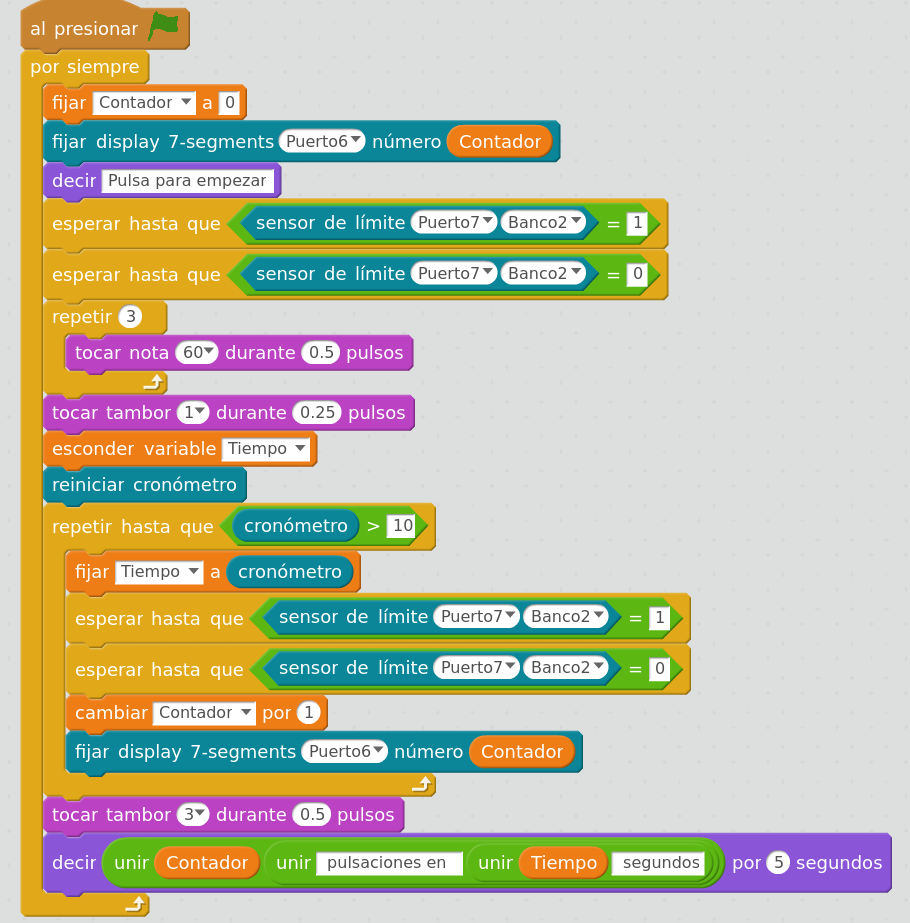 al presionar
por siempre
fijar Contador a 0
fijar display 7-segments Puerto6 número Contador
decir Pulsa para empezar
esperar hasta que sensor de límite Puerto7 Banco2 = 1
esperar hasta que sensor de límite Puerto7 Banco2 = 0
repetir 3
tocar nota 60 durante 0.5 pulsos
tocar tambor 1 durante 0.25 pulsos
esconder variable Tiempo
reiniciar cronómetro
repetir hasta que cronómetro > 10
fijar Tiempo a cronómetro
esperar hasta que sensor de límite Puerto7 Banco2 = 1
esperar hasta que sensor de límite Puerto7 Banco2 = 0
cambiar Contador por 1
fijar display 7-segments Puerto6 número Contador
tocar tambor 3 durante 0.5 pulsos
decir unir Contador unir pulsaciones en unir Tiempo segundos por 5 segundos